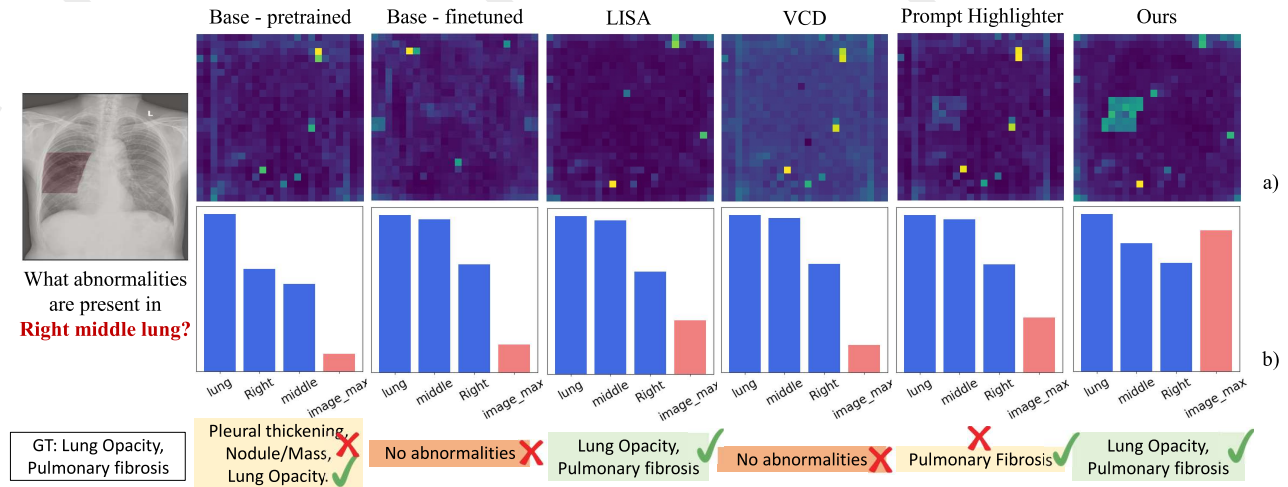 Base - pretrained
Base - finetuned
LISA
VCD
Prompt Highlighter
Ours
L
a)
What abnormalities
are present in
Right middle lung?
lung
Right
middle
image_max
lung
middle
Right
image_max
lung
middle
Right
image_max
lung
middle
Right
image_max
lung
middle
Right
image_max
lung
middle
Right
image_max
b)
GT: Lung Opacity,
Pulmonary fibrosis
Pleural thickening,
Nodule/Mass,
Lung Opacity.
No abnormalities
Lung Opacity,
Pulmonary fibrosis
No abnormalities
Pulmonary Fibrosis
Lung Opacity,
Pulmonary fibrosis